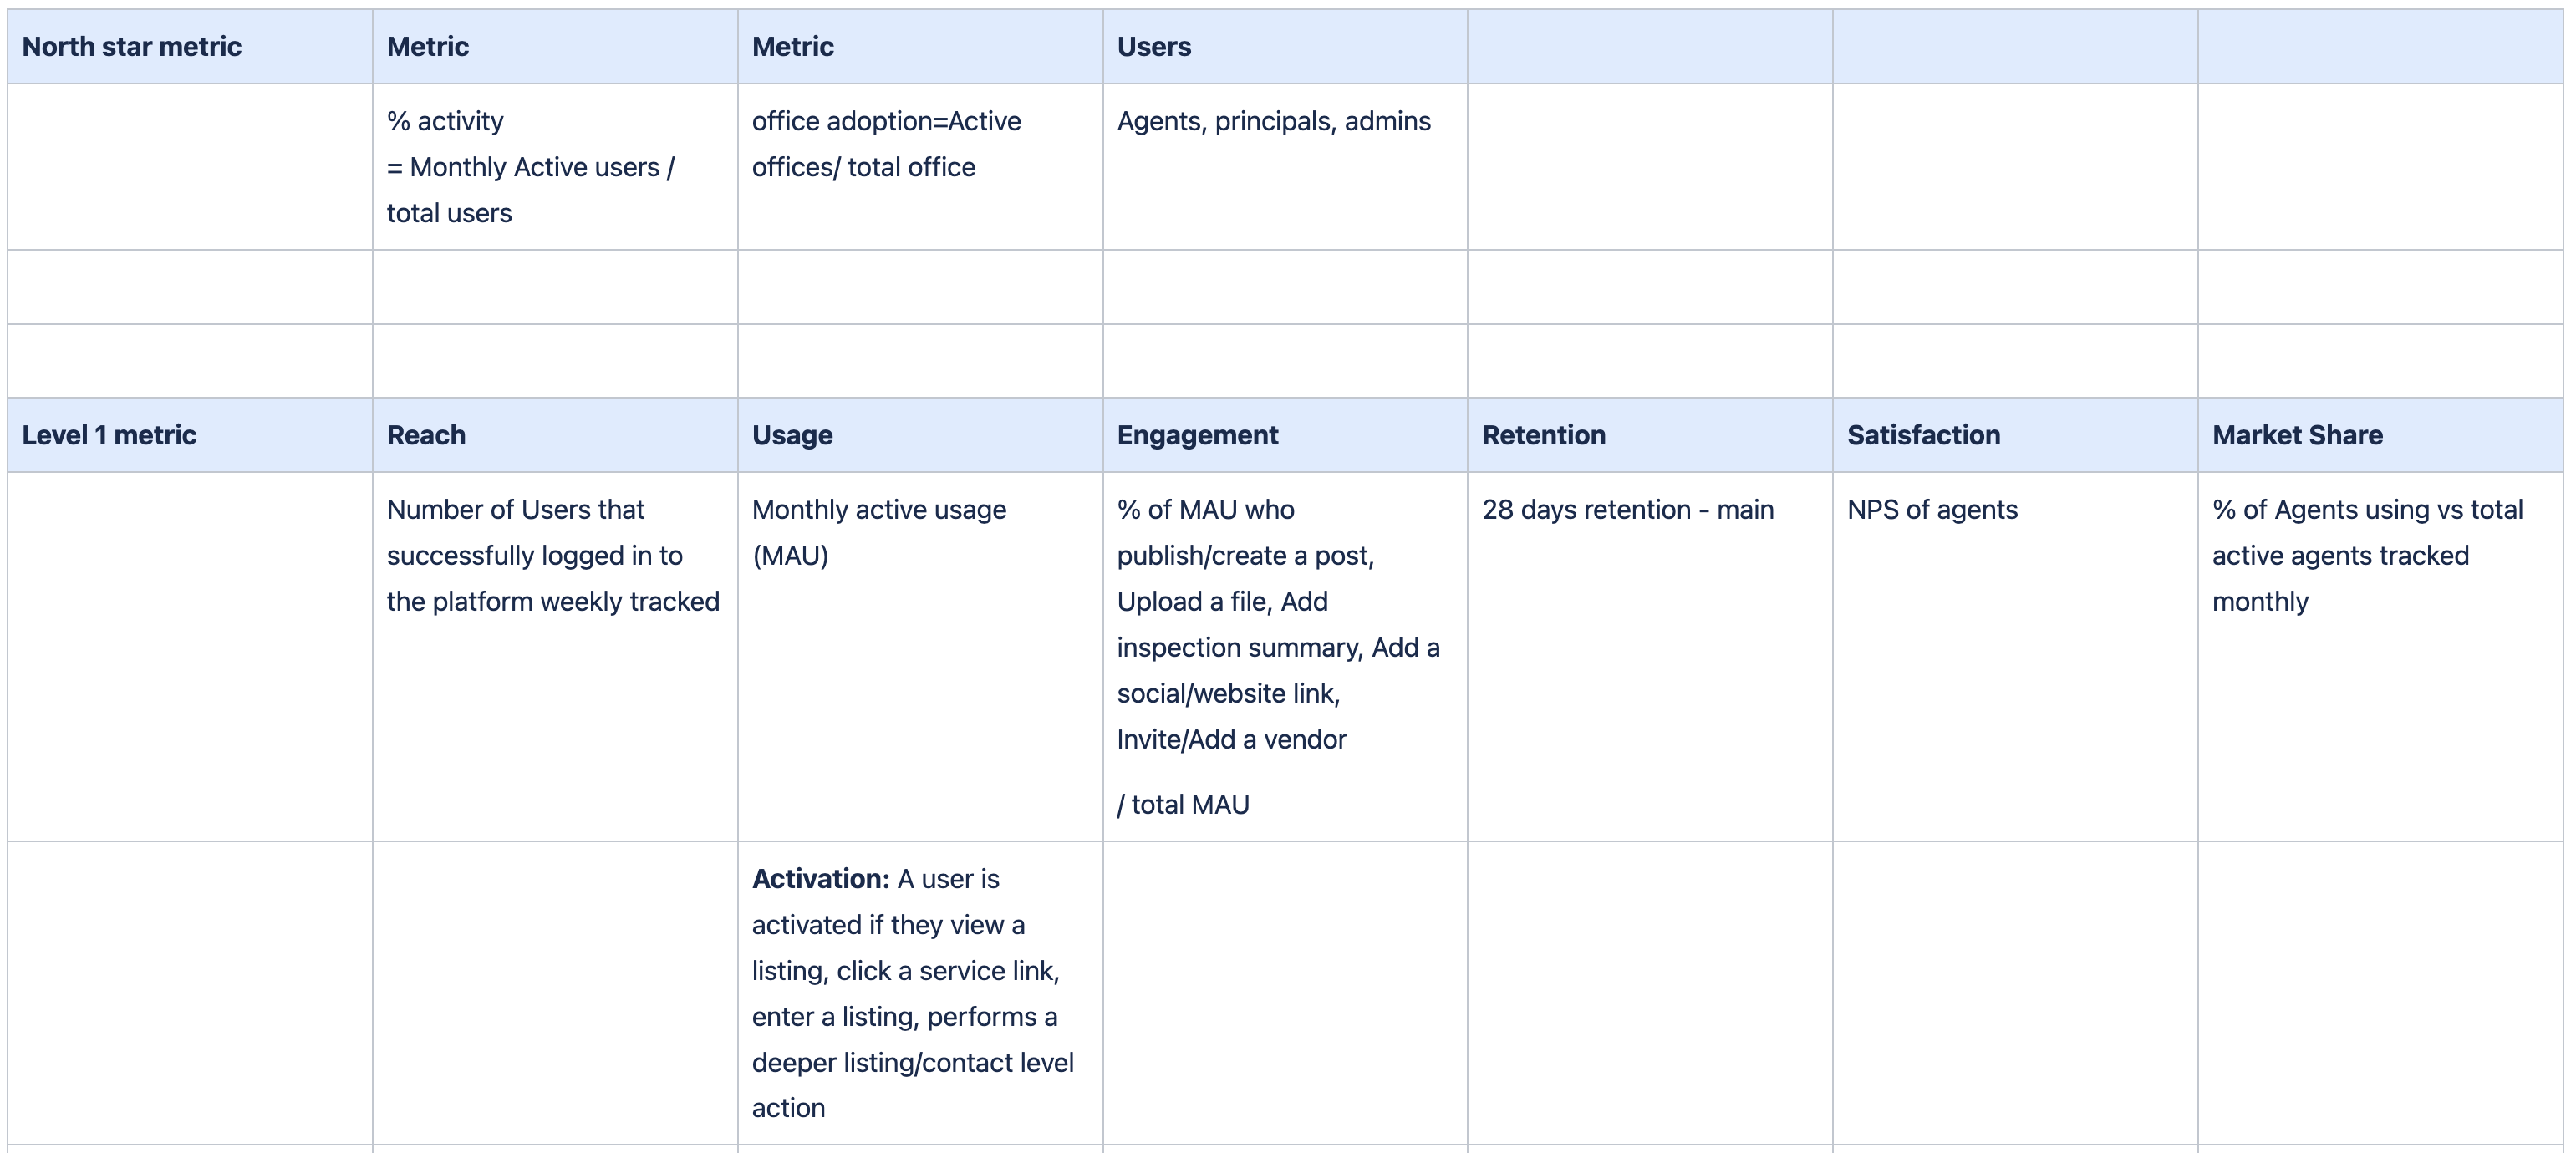 North star metric
Metric
Metric
Users
% activity
= Monthly Active users /
total users
office adoption=Active
offices/ total office
Agents, principals, admins
Level 1 metric
Reach
Usage
Engagement
Retention
Satisfaction
Market Share
Number of Users that
successfully logged in to
the platform weekly tracked
Monthly active usage
(MAU)
% of MAU who
publish/create a post,
Upload a file, Add
inspection summary, Add a
social/website link,
Invite/Add a vendor
/ total MAU
28 days retention - main
NPS of agents
% of Agents using vs total
active agents tracked
monthly
Activation: A user is
activated if they view a
listing, click a service link,
enter a listing, performs a
deeper listing/contact level
action